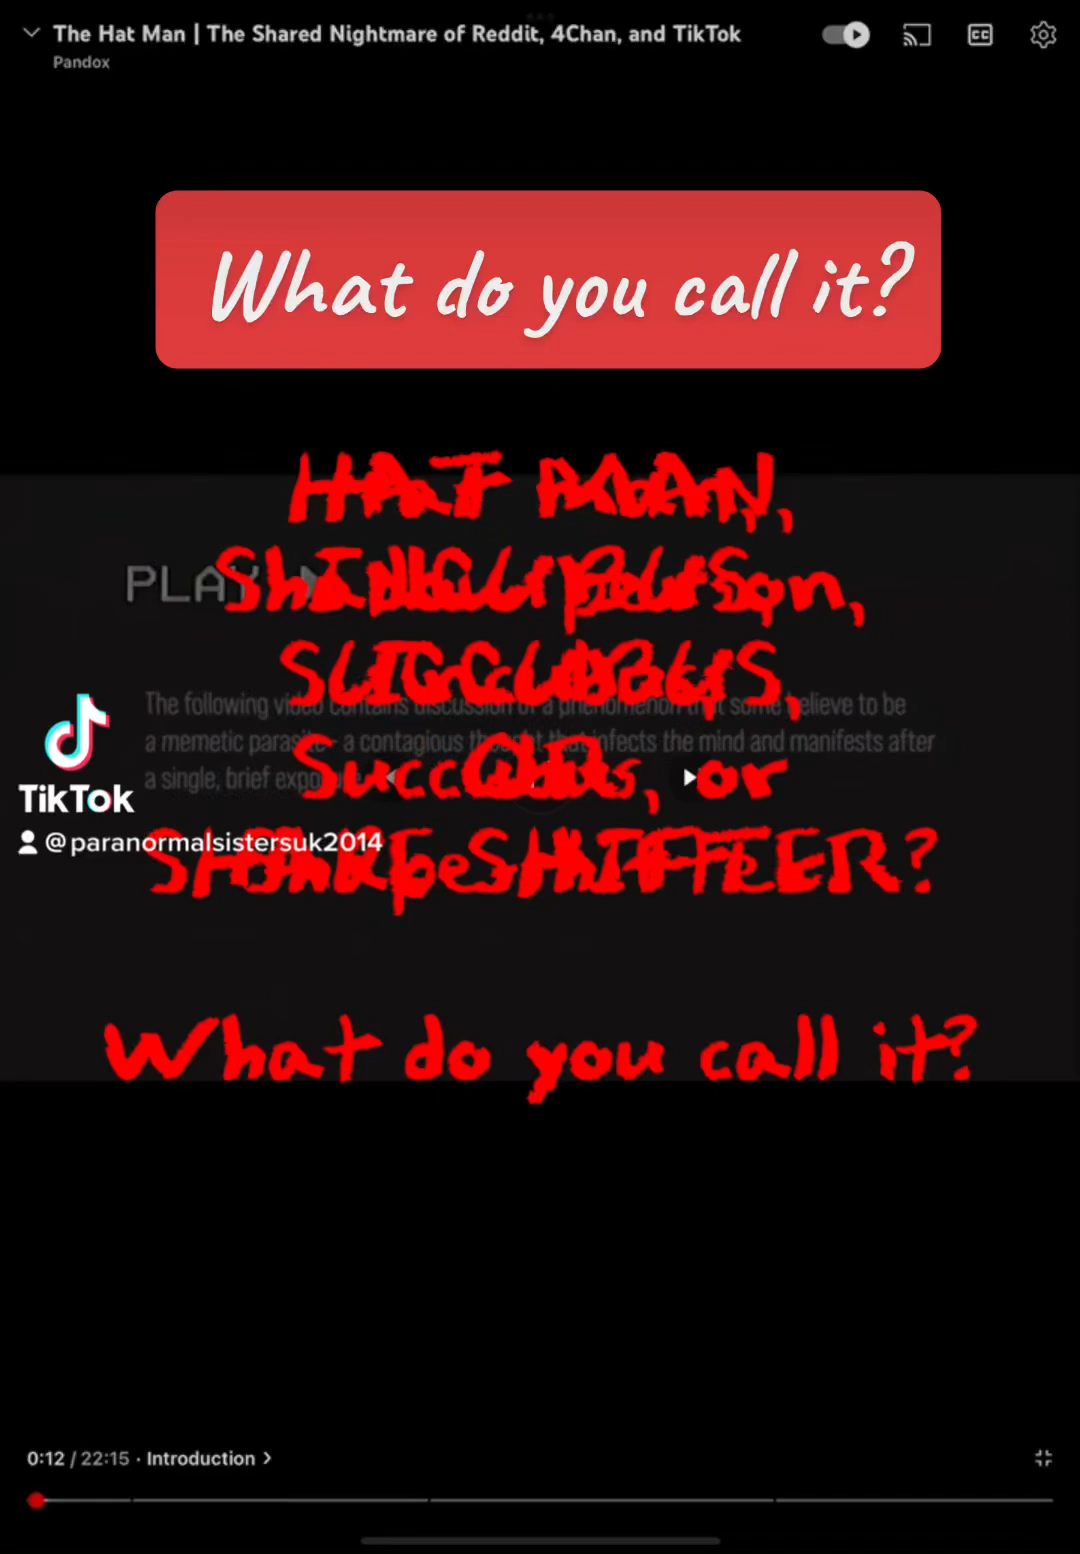 The Hat Man | The Shared Nightmare of Reddit, 4Chan, and TikTok
Pandox
CC
What do you call it?
HAT MAN,
PLAY Shadow Person,
SUCCUBUS,
The following video contains discussion of a phenomenon that some believe to be
a memetic parasite - a contagious thought that infects the mind and manifests after
a single, brief
Succubus, or
TikTok
@paranormalsistersuk2014
SHAPESHIFTER?
What do you call it?
0:12 / 22:15 · Introduction >